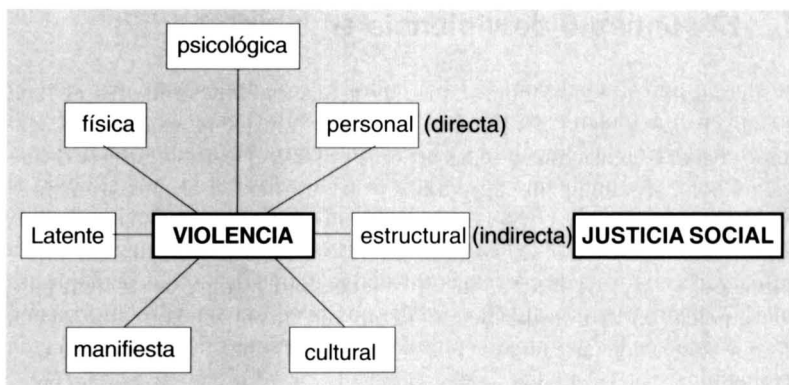 psicológica
física
personal (directa)
Latente
VIOLENCIA
estructural (indirecta)
JUSTICIA SOCIAL
manifiesta
cultural